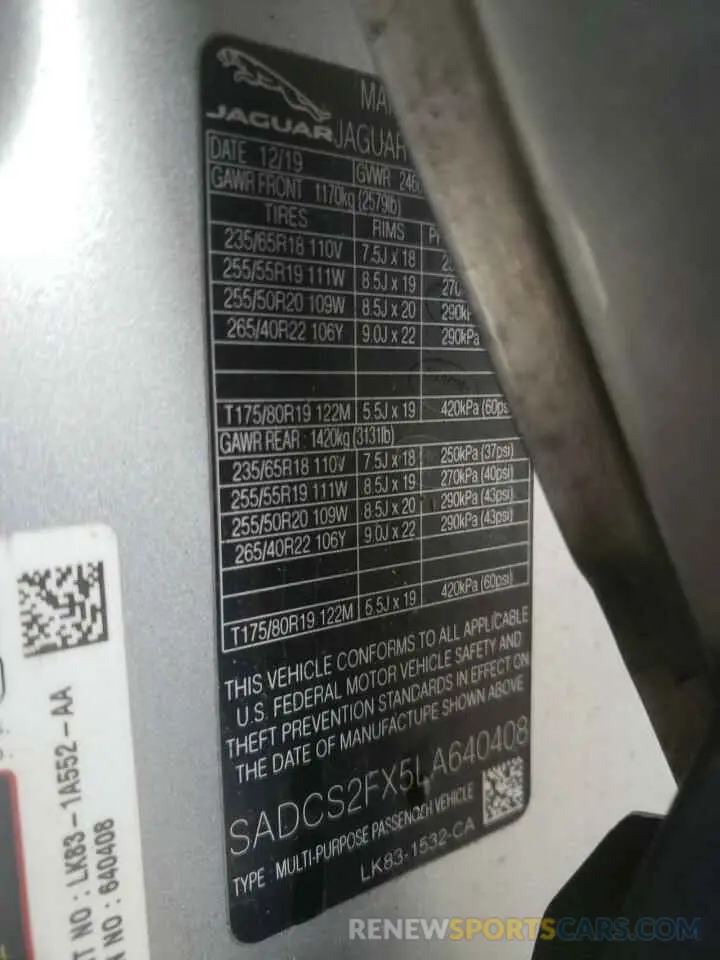 JAGUAR
JAGUAR
DATE 12/19 GVWR
GAWR FRONT 1170kg (2579lb)
TIRES RIMS
235/65R18 110V 7.5J x 18
255/55R19 111W 8.5J x 19 270
255/50R20 109W 8.5J x 20 290kP
265/40R22 106Y 9.0J x 22 290kPa
T175/80R19 122M 5.5J x 19 420kPa (60ps
GAWR REAR : 1420kg (3131lb)
235/65R18 110V 7.5J x 18 250kPa (37psi)
255/55R19 111W 8.5J x 19 270kPa (40psi)
255/50R20 109W 8.5J x 20 290kPa (43psi)
265/40R22 106Y 9.0J x 22 290kPa (43psi)
T175/80R19 122M 5.5J x 19 420kPa (60psi)
THIS VEHICLE CONFORMS TO ALL APPLICABLE
U.S. FEDERAL MOTOR VEHICLE SAFETY AND
THEFT PREVENTION STANDARDS IN EFFECT ON
THE DATE OF MANUFACTURE SHOWN ABOVE
SADCS2FX5LA640408
TYPE : MULTI-PURPOSE PASSENGER VEHICLE
LK83-1532-CA
RT NO : LK83-1A552-AA
N NO : 640408
RENEWSPORTSCARS.COM